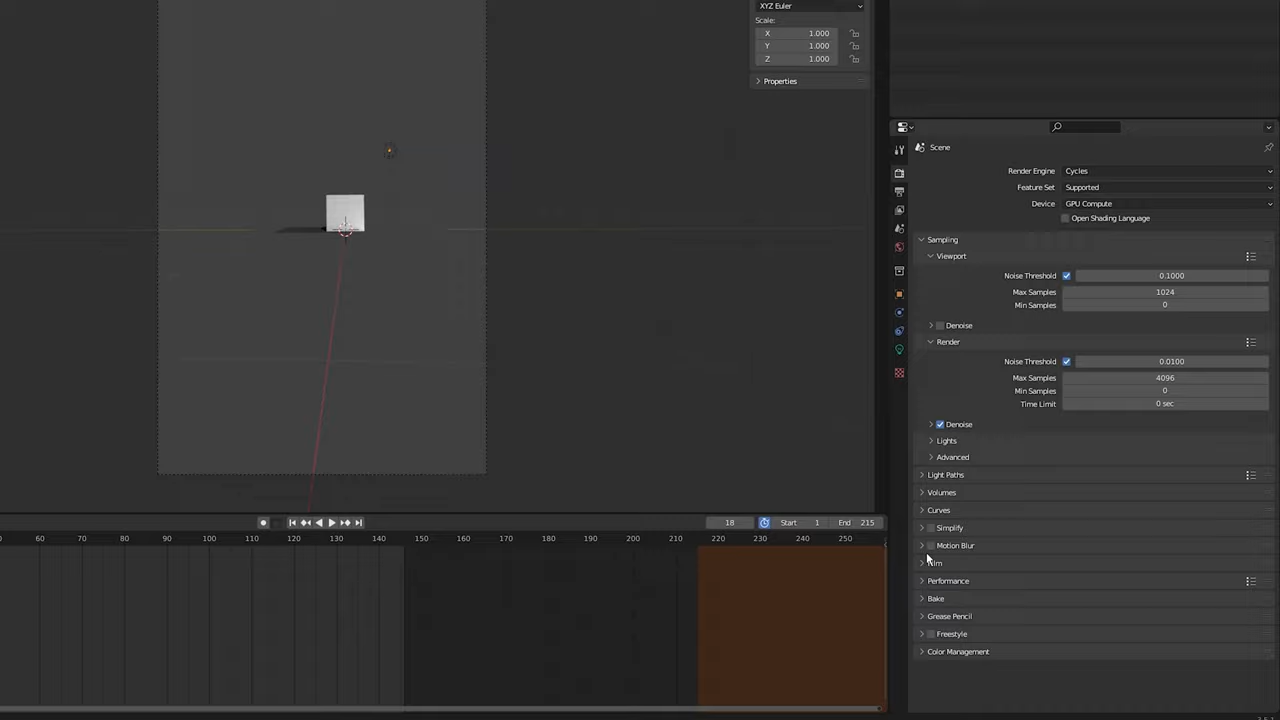 XYZ Euler
Scale:
X 1.000
Y 1.000
Z 1.000
Properties
Scene
Render Engine Cycles
Feature Set Supported
Device GPU Compute
Open Shading Language
Sampling
Viewport
Noise Threshold 0.1000
Max Samples 1024
Min Samples 0
Denoise
Render
Noise Threshold 0.0100
Max Samples 4096
Min Samples 0
Time Limit 0 sec
Denoise
Lights
Advanced
Light Paths
Volumes
Curves
Simplify
Motion Blur
Film
Performance
Bake
Grease Pencil
Freestyle
Color Management
18 Start 1 End 215
60 70 80 90 100 110 120 130 140 150 160 170 180 190 200 210 220 230 240 250